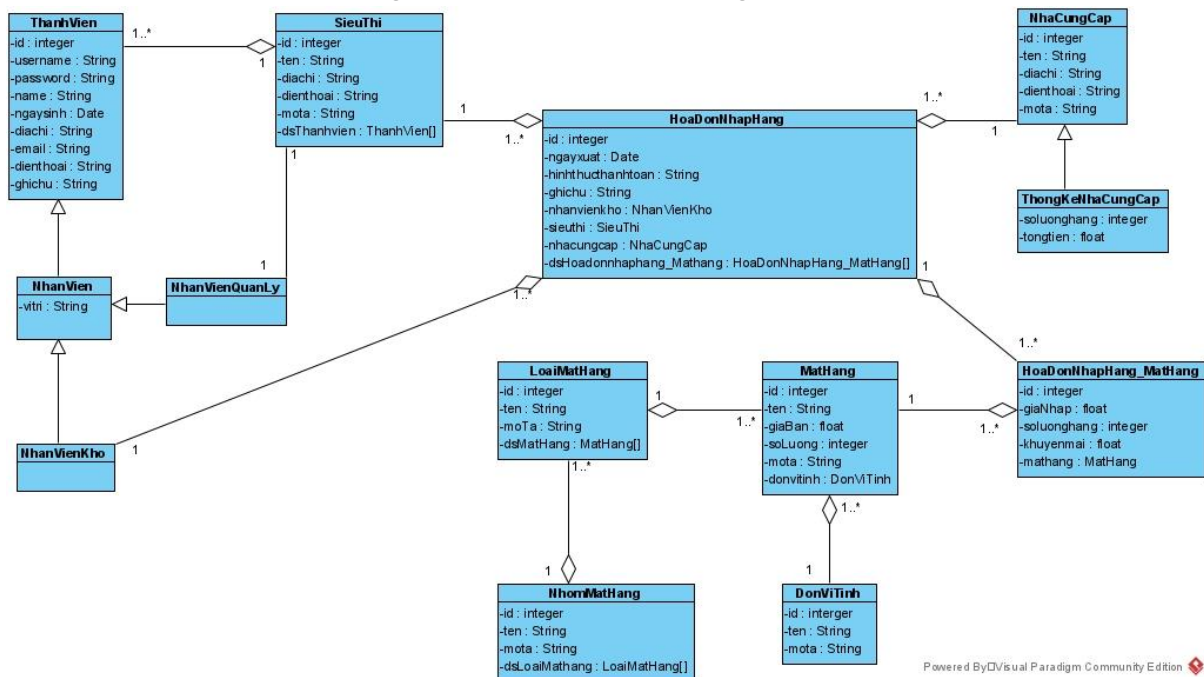 ThanhVien
-id : integer
-username : String
-password : String
-name : String
-ngaysinh : Date
-diachi : String
-email : String
-dienthoai : String
-ghichu : String
1..*
1
SieuThi
-id : integer
-ten : String
-diachi : String
-dienthoai : String
-mota : String
-dsThanhvien : ThanhVien[]
1
1
1
1..*
HoaDonNhapHang
-id : integer
-ngayxuat : Date
-hinhthucthanhtoan : String
-ghichu : String
-nhanvienkho : NhanVienKho
-sieuthi : SieuThi
-nhacungcap : NhaCungCap
-dsHoadonnhaphang_Mathang : HoaDonNhapHang_MatHang[]
1..*
1
NhaCungCap
-id : integer
-ten : String
-diachi : String
-dienthoai : String
-mota : String
ThongKeNhaCungCap
-soluonghang : integer
-tongtien : float
NhanVien
-vitri : String
NhanVienQuanLy
1..*
1
NhanVienKho
1
1..*
LoaiMatHang
-id : integer
-ten : String
-moTa : String
-dsMatHang : MatHang[]
1
1..*
MatHang
-id : integer
-ten : String
-giaBan : float
-soLuong : integer
-mota : String
-donvitinh : DonViTinh
1
1..*
HoaDonNhapHang_MatHang
-id : integer
-giaNhap : float
-soluonghang : integer
-khuyenmai : float
-mathang : MatHang
1..*
1
NhomMatHang
-id : integer
-ten : String
-mota : String
-dsLoaiMathang : LoaiMatHang[]
1..*
1
DonViTinh
-id : interger
-ten : String
-mota : String
Powered By Visual Paradigm Community Edition